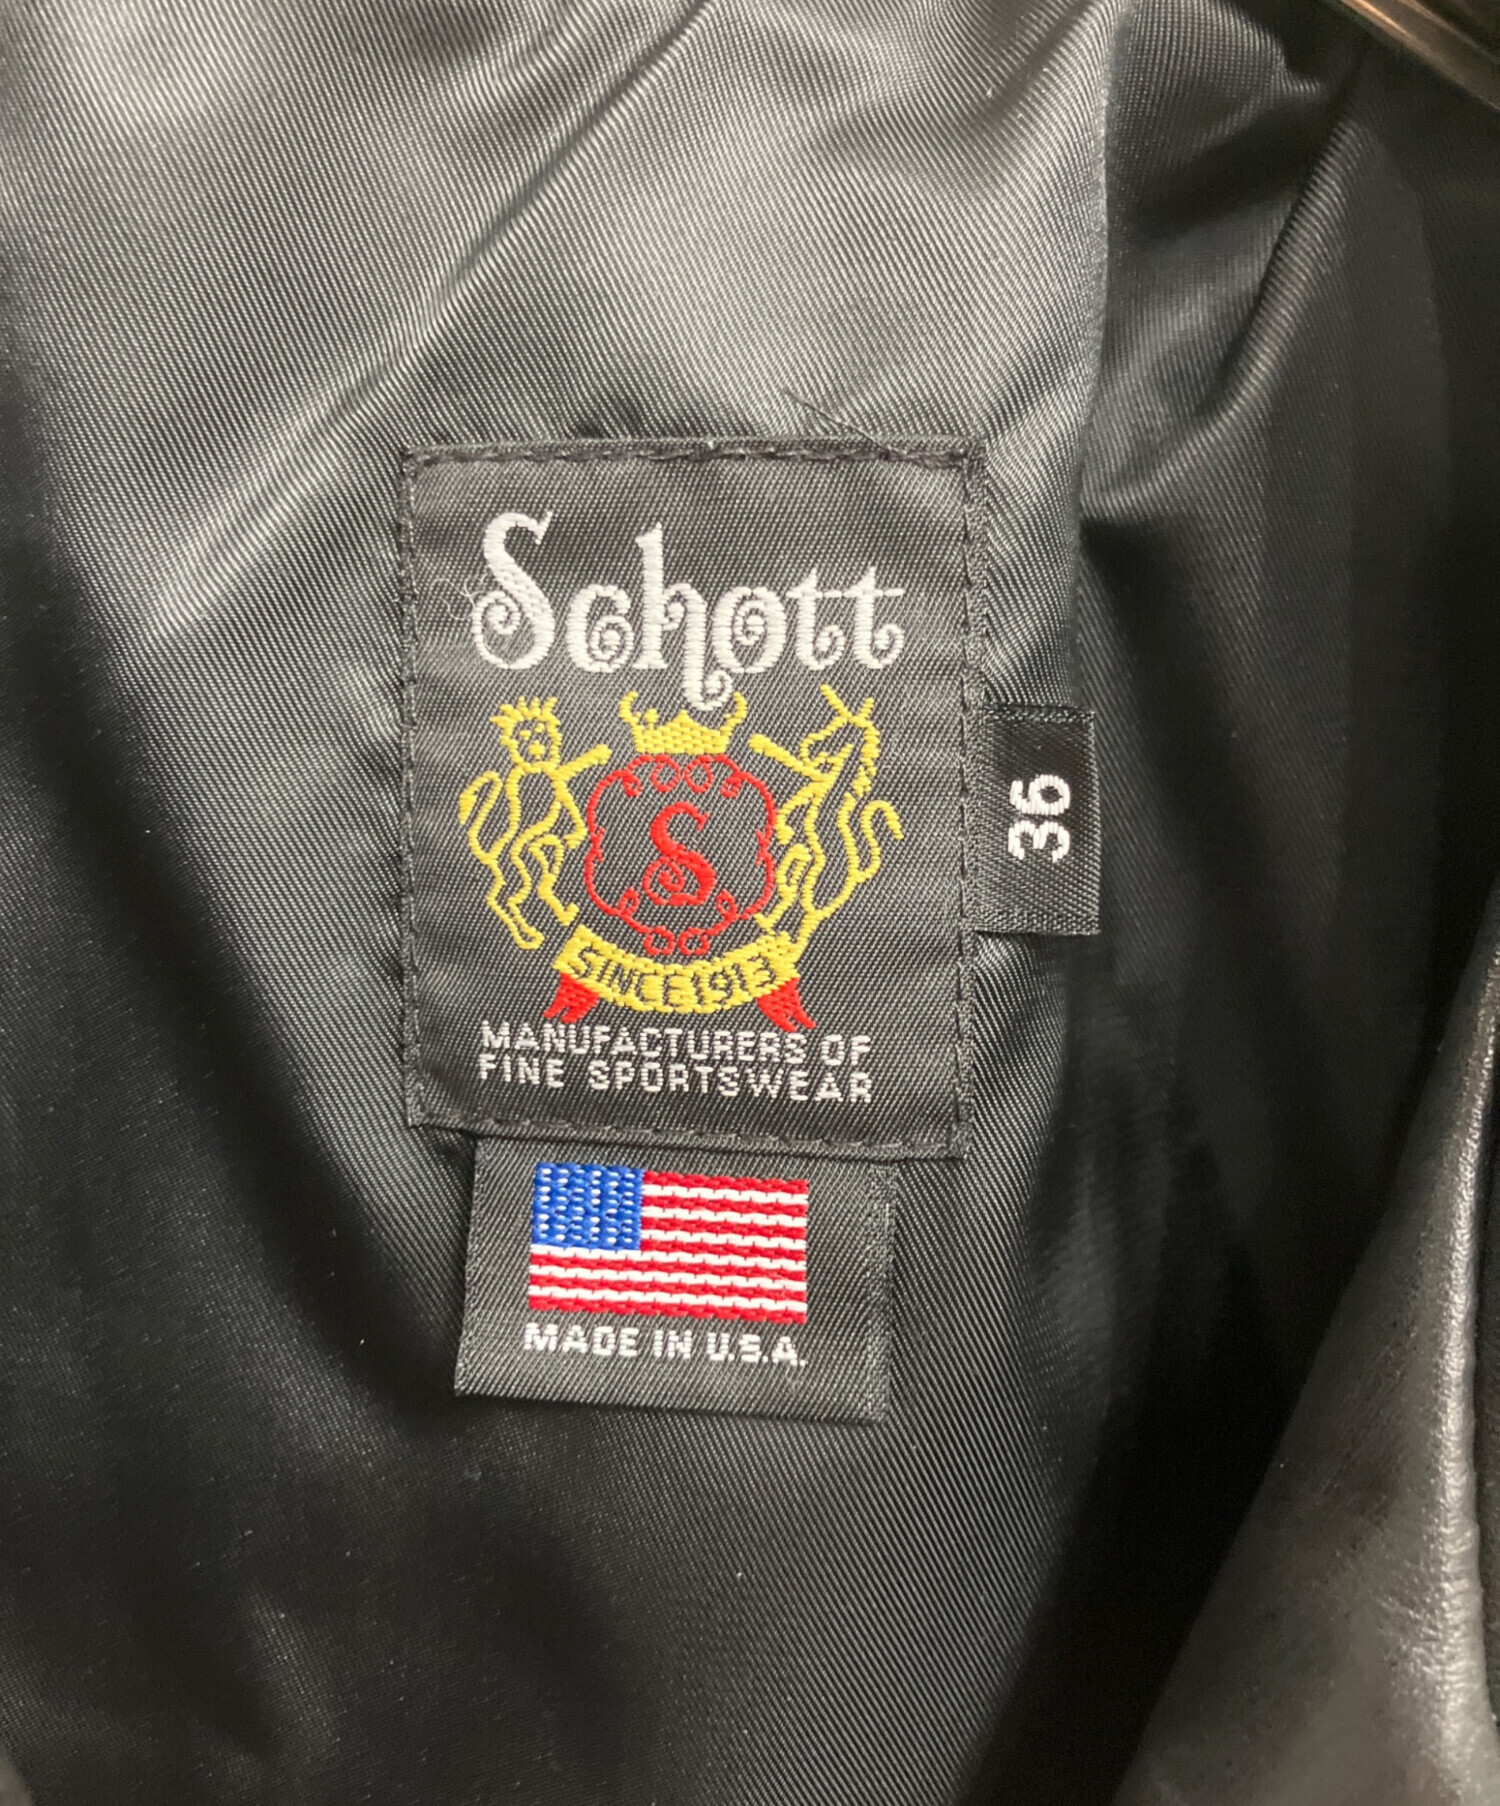 Schott
S
SINCE 1913
MANUFACTURERS OF
FINE SPORTSWEAR
36
MADE IN U.S.A.